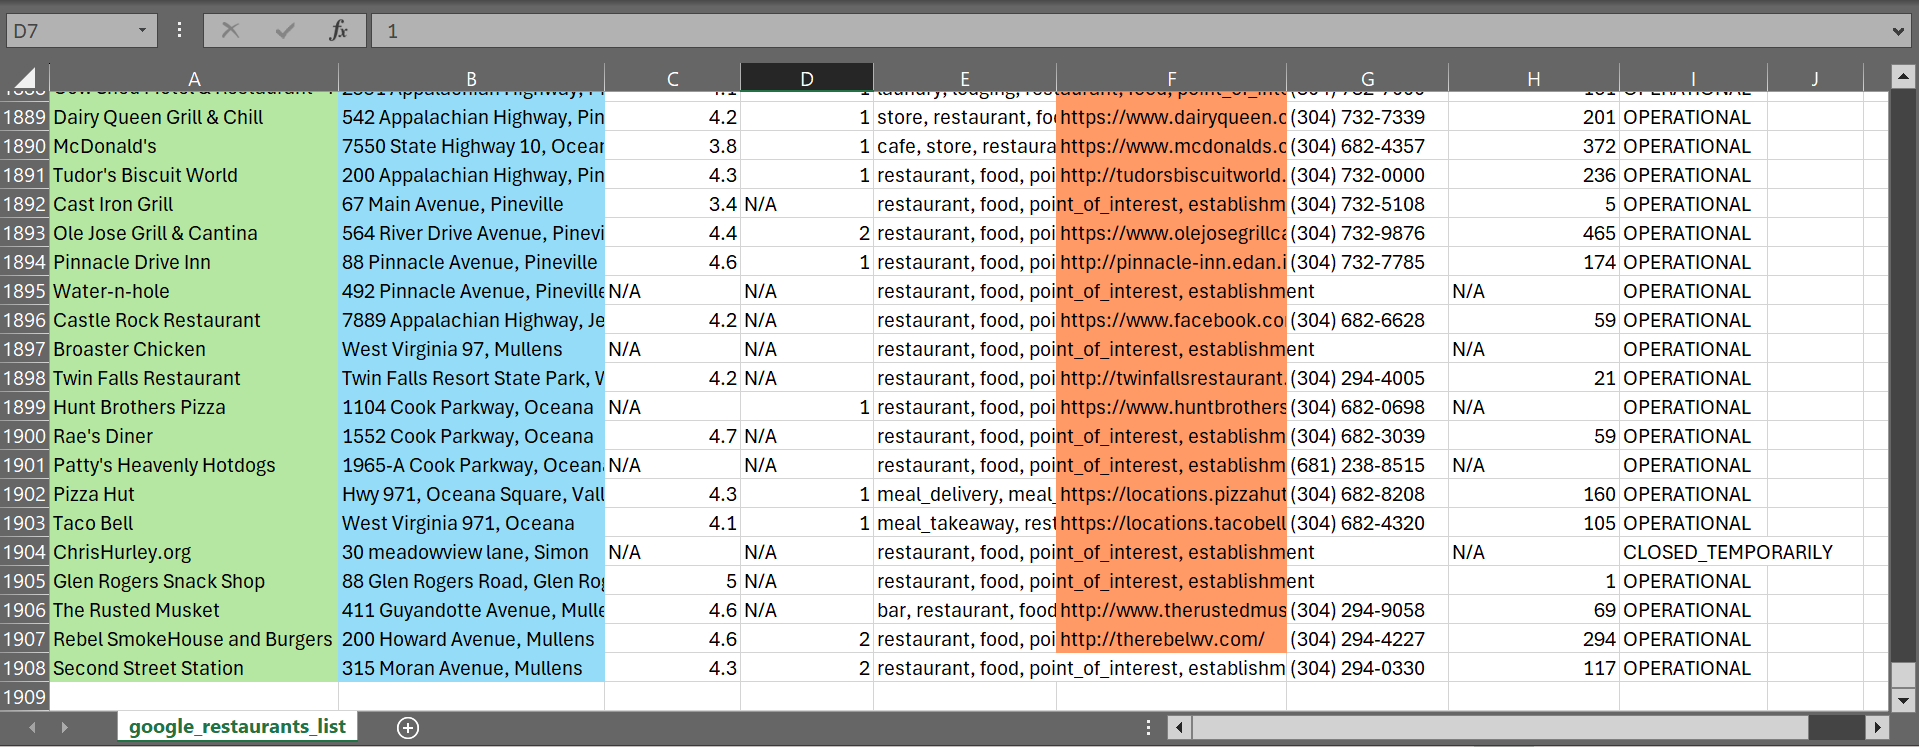 D7 fx 1
A B C D E F G H I J
1889 Dairy Queen Grill & Chill 542 Appalachian Highway, Pin 4.2 1 store, restaurant, foo https://www.dairyqueen.c (304) 732-7339 201 OPERATIONAL
1890 McDonald's 7550 State Highway 10, Ocear 3.8 1 cafe, store, restaura https://www.mcdonalds.c (304) 682-4357 372 OPERATIONAL
1891 Tudor's Biscuit World 200 Appalachian Highway, Pin 4.3 1 restaurant, food, poi http://tudorsbiscuitworld. (304) 732-0000 236 OPERATIONAL
1892 Cast Iron Grill 67 Main Avenue, Pineville 3.4 N/A restaurant, food, point_of_interest, establishm (304) 732-5108 5 OPERATIONAL
1893 Ole Jose Grill & Cantina 564 River Drive Avenue, Pinevi 4.4 2 restaurant, food, poi https://www.olejosegrillca (304) 732-9876 465 OPERATIONAL
1894 Pinnacle Drive Inn 88 Pinnacle Avenue, Pineville 4.6 1 restaurant, food, poi http://pinnacle-inn.edan.i (304) 732-7785 174 OPERATIONAL
1895 Water-n-hole 492 Pinnacle Avenue, Pineville N/A N/A restaurant, food, point_of_interest, establishment N/A OPERATIONAL
1896 Castle Rock Restaurant 7889 Appalachian Highway, Je 4.2 N/A restaurant, food, poi https://www.facebook.co (304) 682-6628 59 OPERATIONAL
1897 Broaster Chicken West Virginia 97, Mullens N/A N/A restaurant, food, point_of_interest, establishment N/A OPERATIONAL
1898 Twin Falls Restaurant Twin Falls Resort State Park, W 4.2 N/A restaurant, food, poi http://twinfallsrestaurant. (304) 294-4005 21 OPERATIONAL
1899 Hunt Brothers Pizza 1104 Cook Parkway, Oceana N/A 1 restaurant, food, poi https://www.huntbrothers (304) 682-0698 N/A OPERATIONAL
1900 Rae's Diner 1552 Cook Parkway, Oceana 4.7 N/A restaurant, food, point_of_interest, establishm (304) 682-3039 59 OPERATIONAL
1901 Patty's Heavenly Hotdogs 1965-A Cook Parkway, Ocean N/A N/A restaurant, food, point_of_interest, establishm (681) 238-8515 N/A OPERATIONAL
1902 Pizza Hut Hwy 971, Oceana Square, Vall 4.3 1 meal_delivery, meal_ https://locations.pizzahut (304) 682-8208 160 OPERATIONAL
1903 Taco Bell West Virginia 971, Oceana 4.1 1 meal_takeaway, rest https://locations.tacobell (304) 682-4320 105 OPERATIONAL
1904 ChrisHurley.org 30 meadowview lane, Simon N/A N/A restaurant, food, point_of_interest, establishment N/A CLOSED_TEMPORARILY
1905 Glen Rogers Snack Shop 88 Glen Rogers Road, Glen Rog 5 N/A restaurant, food, point_of_interest, establishment 1 OPERATIONAL
1906 The Rusted Musket 411 Guyandotte Avenue, Mulle 4.6 N/A bar, restaurant, food http://www.therustedmus (304) 294-9058 69 OPERATIONAL
1907 Rebel SmokeHouse and Burgers 200 Howard Avenue, Mullens 4.6 2 restaurant, food, poi http://therebelwv.com/ (304) 294-4227 294 OPERATIONAL
1908 Second Street Station 315 Moran Avenue, Mullens 4.3 2 restaurant, food, point_of_interest, establishm (304) 294-0330 117 OPERATIONAL
1909
google_restaurants_list